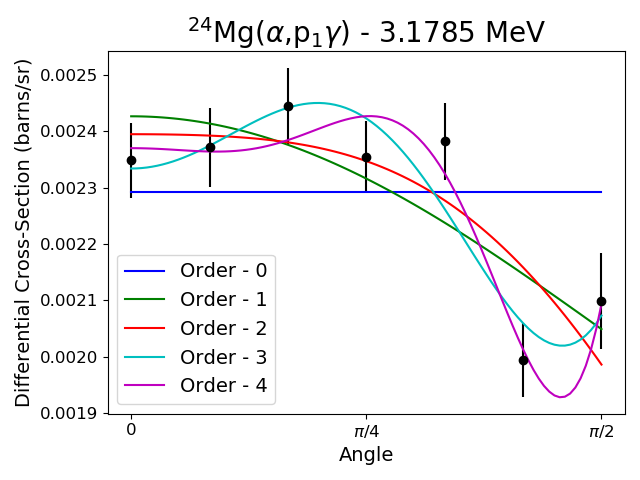 ²⁴Mg(α,p₁γ) - 3.1785 MeV
Differential Cross-Section (barns/sr)
0.0025
0.0024
0.0023
0.0022
0.0021
0.0020
0.0019
Order - 0
Order - 1
Order - 2
Order - 3
Order - 4
0
π/4
π/2
Angle